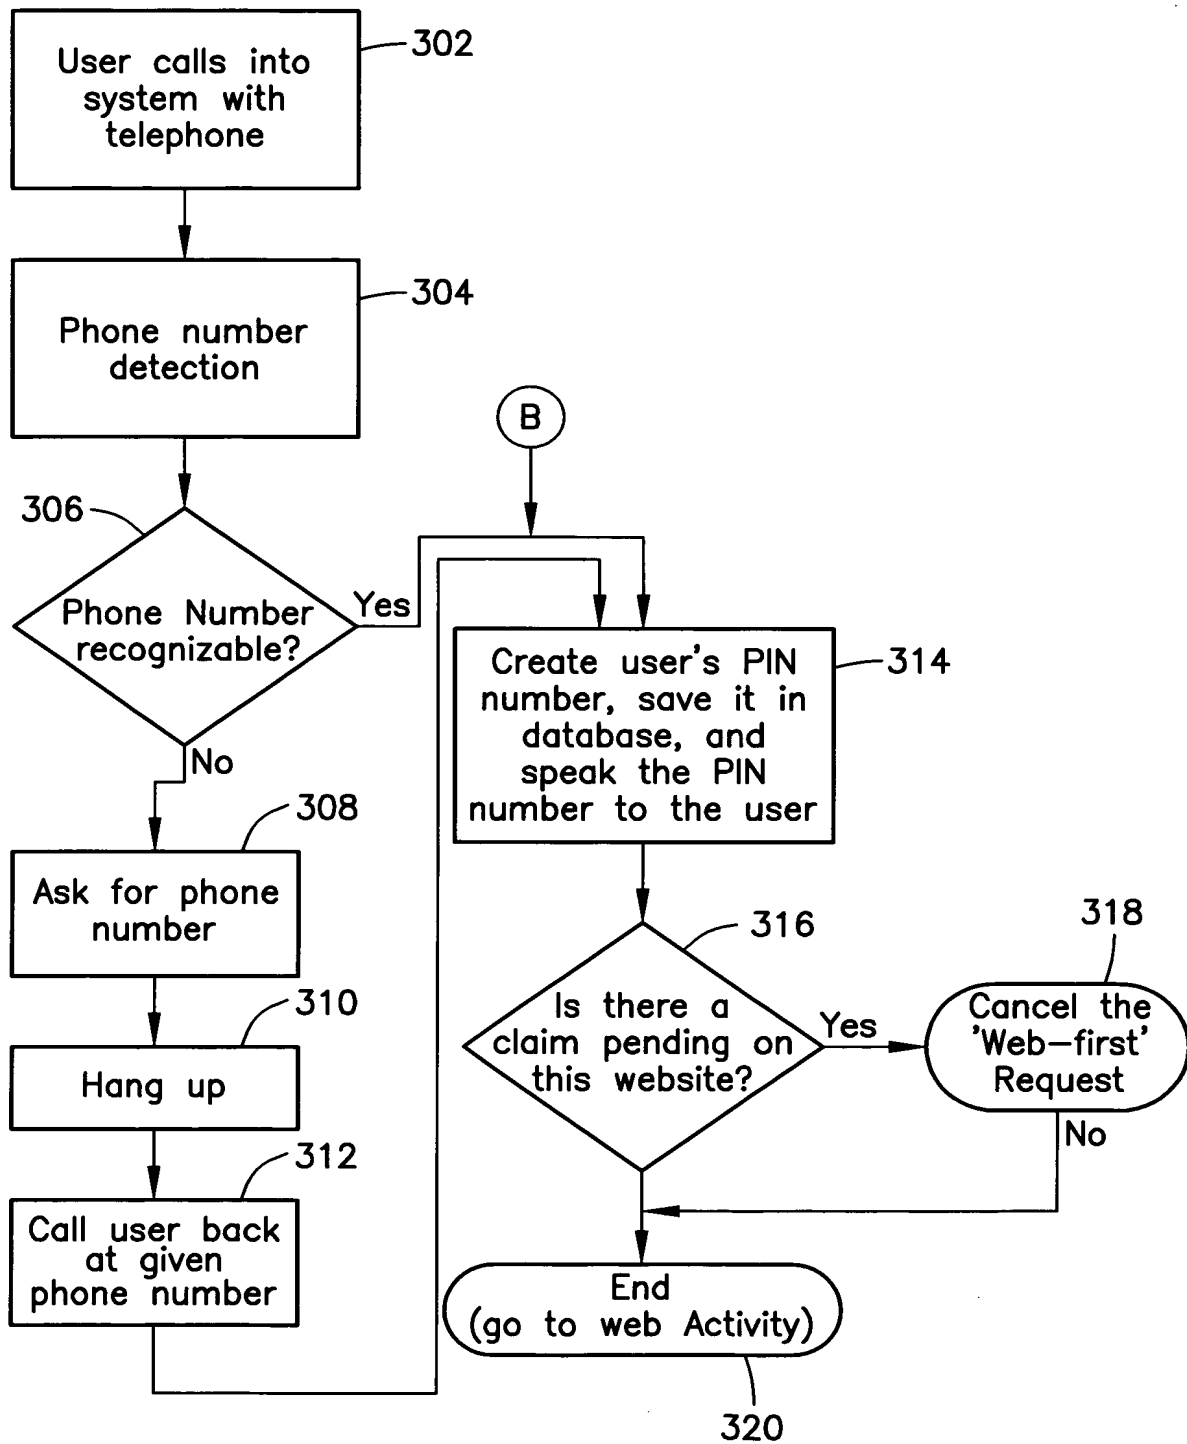 User calls into
system with
telephone
302
Phone number
detection
304
B
306
Phone Number
recognizable?
Yes
No
308
Ask for phone
number
310
Hang up
312
Call user back
at given
phone number
Create user's PIN
number, save it in
database, and
speak the PIN
number to the user
314
316
Is there a
claim pending on
this website?
Yes
318
Cancel the
'Web-first'
Request
No
End
(go to web Activity)
320